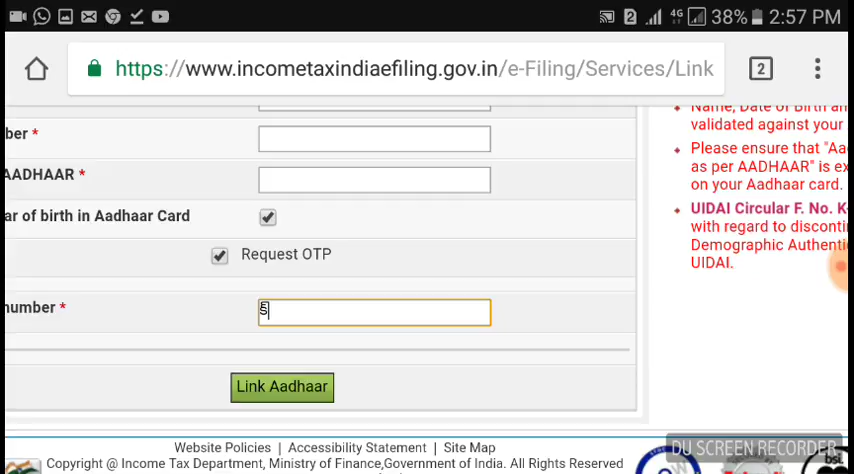 4G 38% 2:57 PM
https://www.incometaxindiaefiling.gov.in/e-Filing/Services/Link
2
Name, Date of Birth an
validated against your
ber *
Please ensure that "Aa
as per AADHAAR" is ex
on your Aadhaar card.
AADHAAR *
ar of birth in Aadhaar Card
UIDAI Circular F. No. K-
with regard to disconti
Demographic Authenti
UIDAI.
Request OTP
number *
Link Aadhaar
Website Policies | Accessibility Statement | Site Map
Copyright @ Income Tax Department, Ministry of Finance,Government of India. All Rights Reserved
DU SCREEN RECORDER
bsi